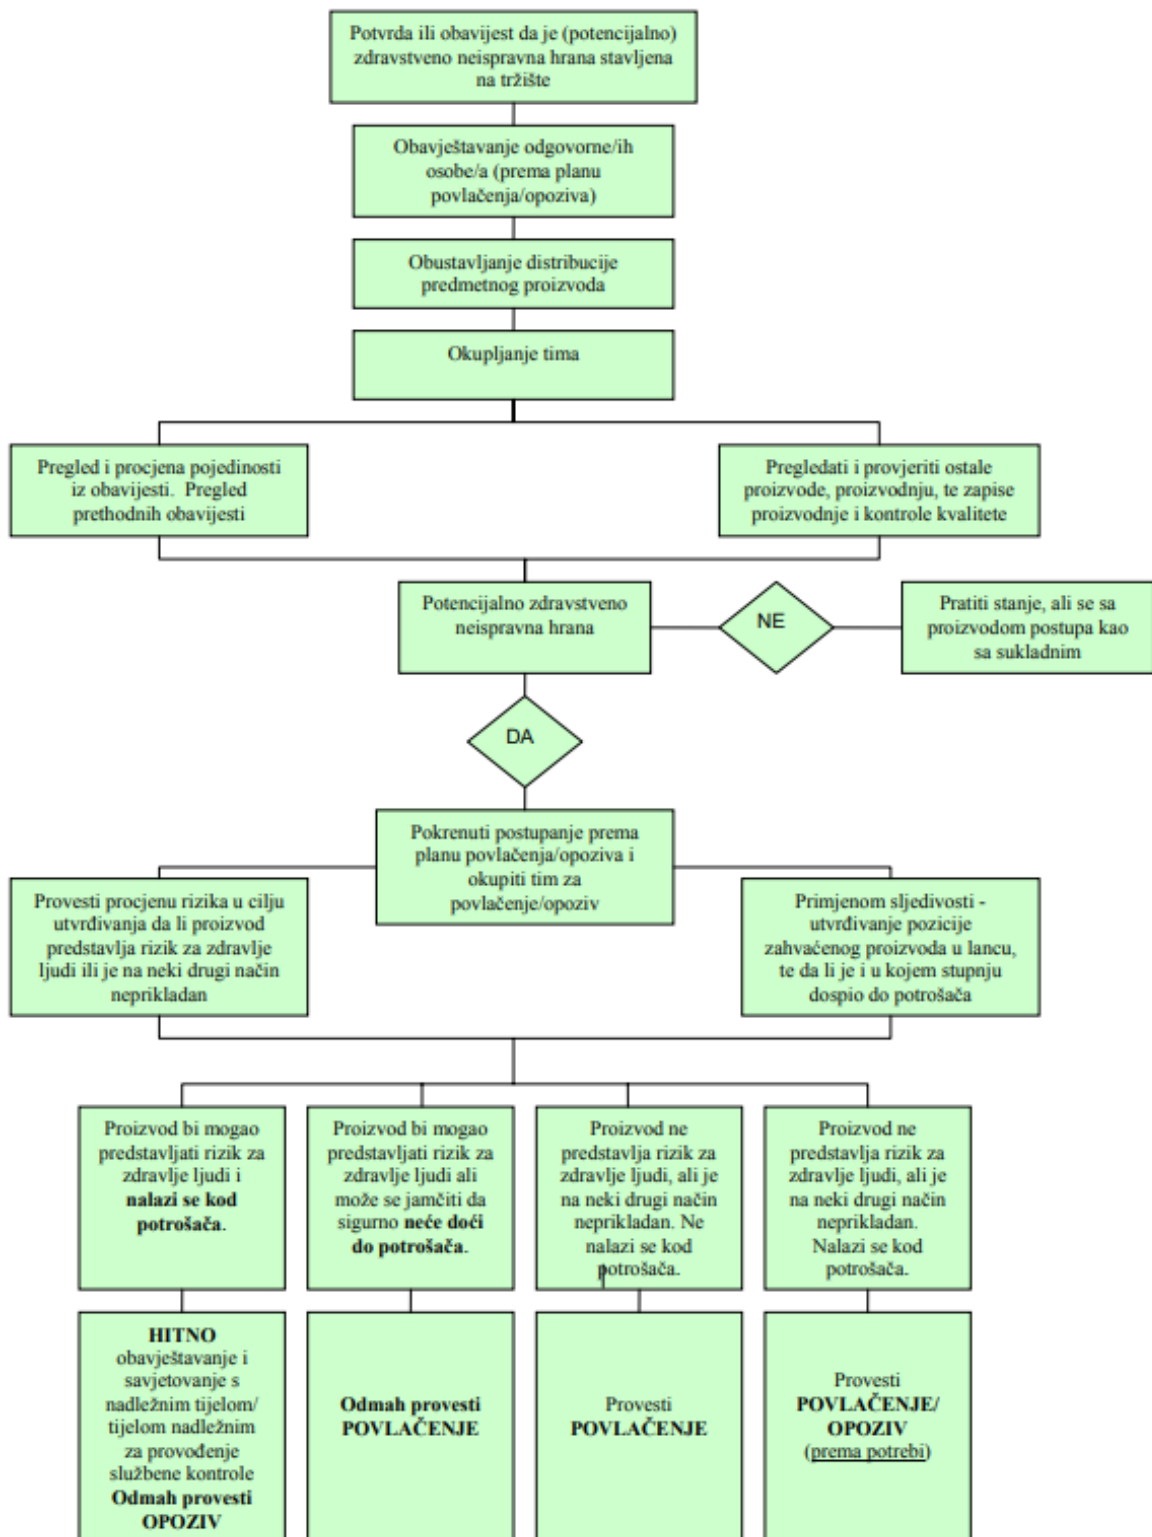 Potvrda ili obavijest da je (potencijalno)
zdravstveno neispravna hrana stavljena
na tržište
Obavještavanje odgovorne/ih
osobe/a (prema planu
povlačenja/opoziva)
Obustavljanje distribucije
predmetnog proizvoda
Okupljanje tima
Pregled i procjena pojedinosti
iz obavijesti. Pregled
prethodnih obavijesti
Pregledati i provjeriti ostale
proizvode, proizvodnju, te zapise
proizvodnje i kontrole kvalitete
Potencijalno zdravstveno
neispravna hrana
NE
Pratiti stanje, ali se sa
proizvodom postupa kao
sa sukladnim
DA
Pokrenuti postupanje prema
planu povlačenja/opoziva i
okupiti tim za
povlačenje/opoziv
Provesti procjenu rizika u cilju
utvrđivanja da li proizvod
predstavlja rizik za zdravlje
ljudi ili je na neki drugi način
neprikladan
Primjenom sljedivosti -
utvrđivanje pozicije
zahvaćenog proizvoda u lancu,
te da li je i u kojem stupnju
dospio do potrošača
Proizvod bi mogao
predstavljati rizik za
zdravlje ljudi i
nalazi se kod
potrošača.
Proizvod bi mogao
predstavljati rizik za
zdravlje ljudi ali
može se jamčiti da
sigurno neće doći
do potrošača.
Proizvod ne
predstavlja rizik za
zdravlje ljudi, ali je
na neki drugi način
neprikladan. Ne
nalazi se kod
potrošača.
Proizvod ne
predstavlja rizik za
zdravlje ljudi, ali je
na neki drugi način
neprikladan.
Nalazi se kod
potrošača.
HITNO
obavještavanje i
savjetovanje s
nadležnim tijelom/
tijelom nadležnim
za provođenje
službene kontrole
Odmah provesti
OPOZIV
Odmah provesti
POVLAČENJE
Provesti
POVLAČENJE
Provesti
POVLAČENJE/
OPOZIV
(prema potrebi)